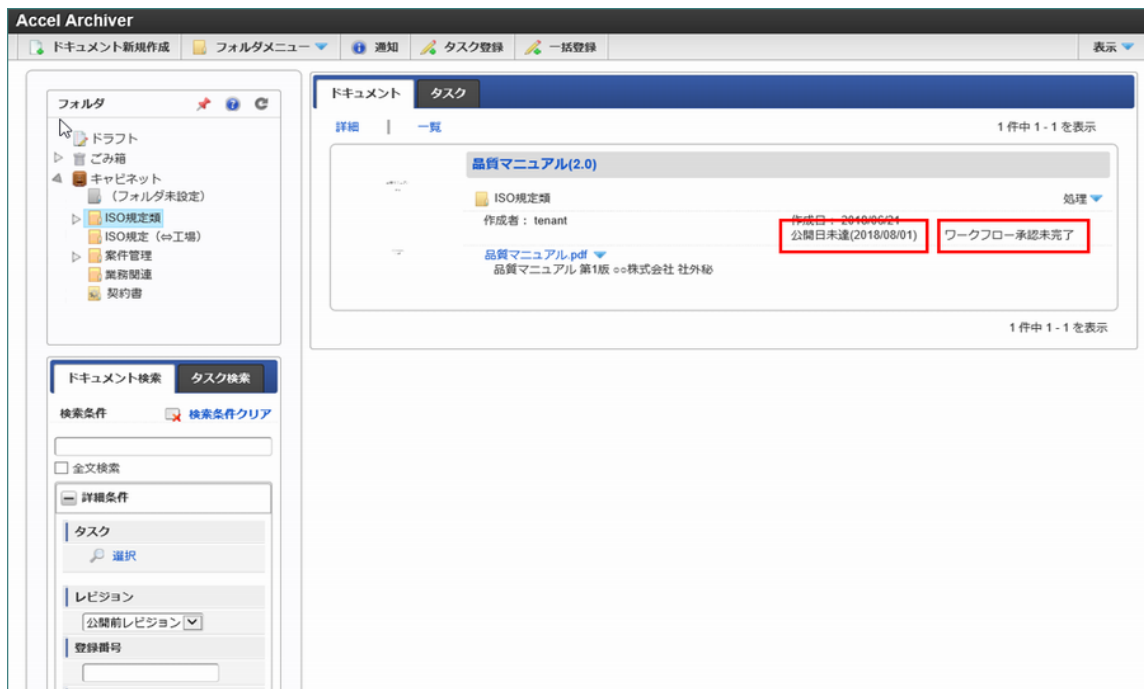 Accel Archiver
ドキュメント新規作成 フォルダメニュー 通知 タスク登録 一括登録 表示
フォルダ
ドラフト
ごみ箱
キャビネット
（フォルダ未設定）
ISO規定類
ISO規定（⇔工場）
案件管理
業務関連
契約書
ドキュメント検索 タスク検索
検索条件 検索条件クリア
全文検索
詳細条件
タスク
選択
レビジョン
公開前レビジョン
登録番号
ドキュメント タスク
詳細 | 一覧 1 件中 1 - 1 を表示
品質マニュアル(2.0)
ISO規定類 処理
作成者： tenant 作成日： 2018/06/21
公開日未達(2018/08/01) ワークフロー承認未完了
品質マニュアル.pdf
品質マニュアル 第1版 ○○株式会社 社外秘
1 件中 1 - 1 を表示